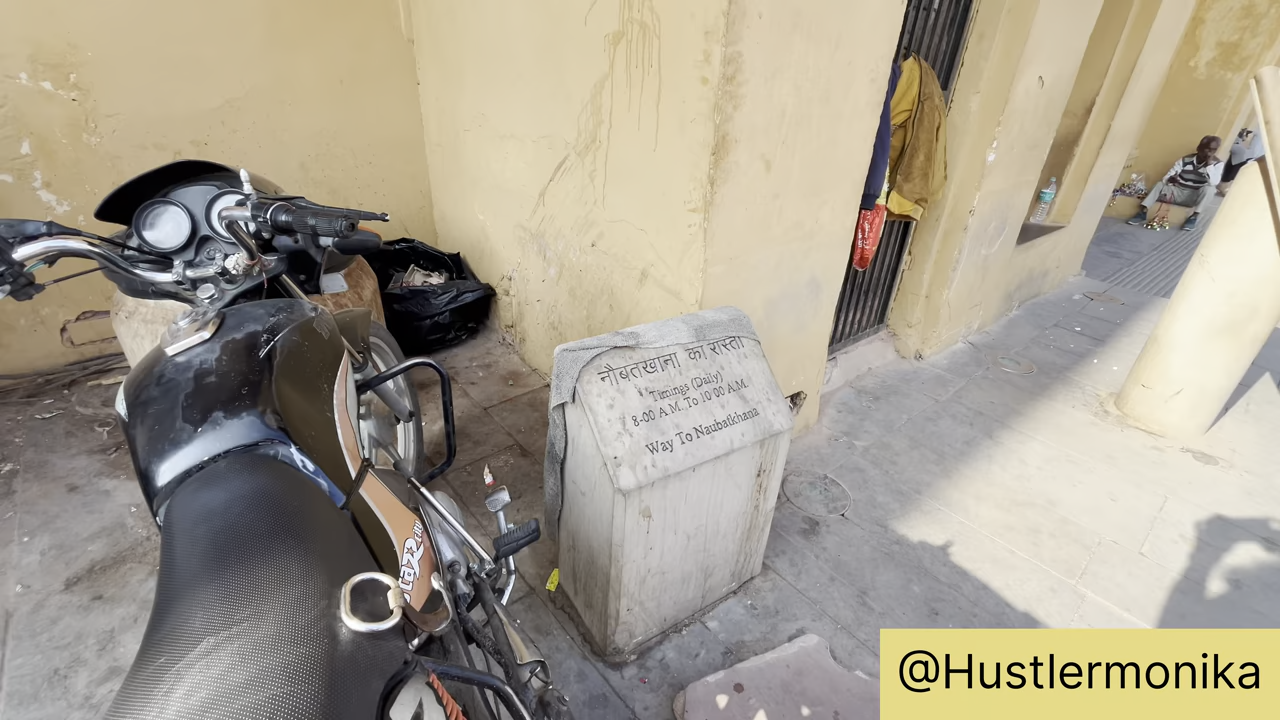 नौबतखाना का रास्ता
Timings (Daily)
8-00 A.M. To 10 00 A.M.
Way To Naubatkhana
@Hustlermonika